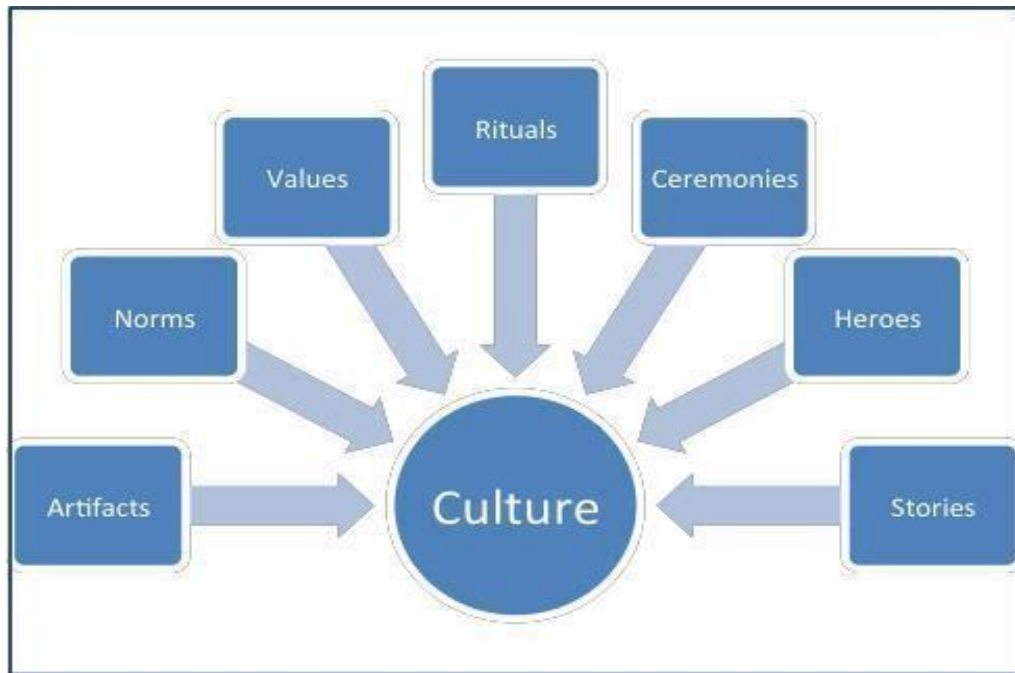 Rituals
Values
Ceremonies
Norms
Heroes
Artifacts
Culture
Stories